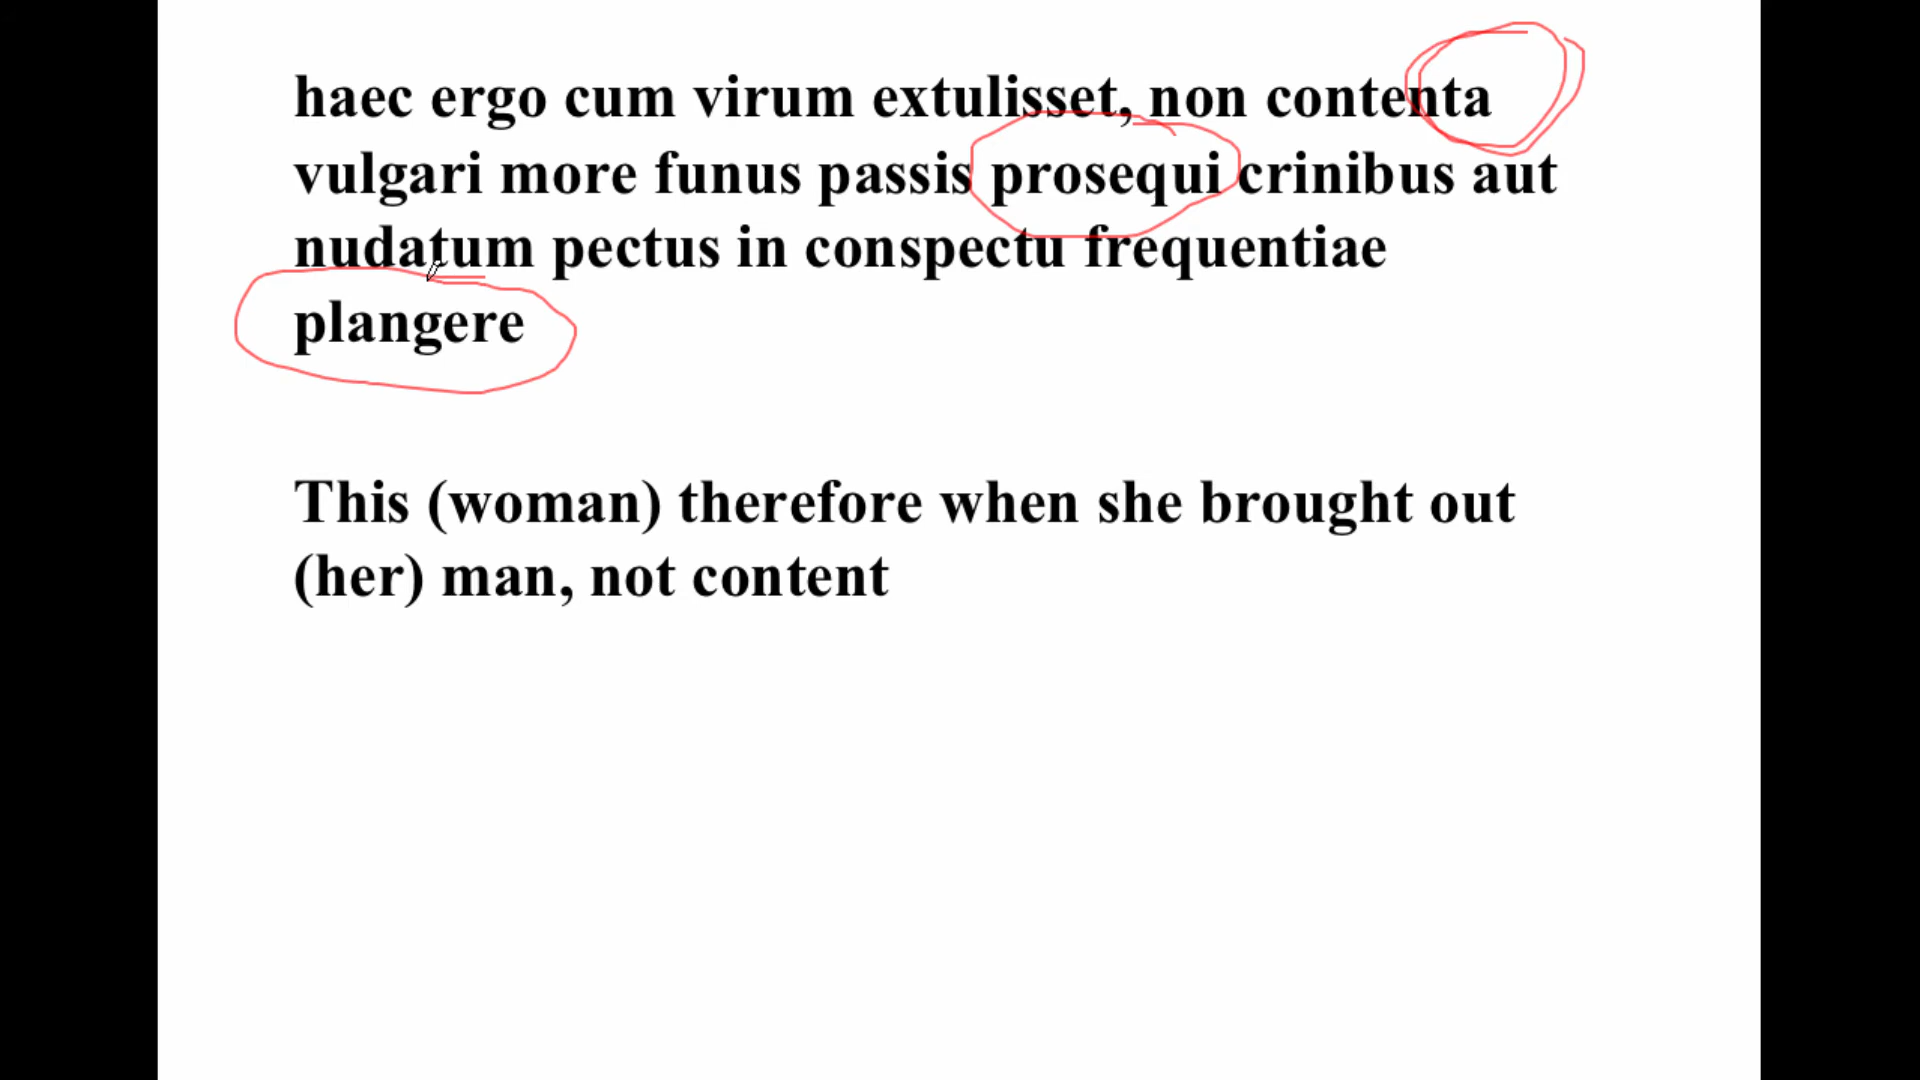 haec ergo cum virum extulisset, non contenta
vulgari more funus passis prosequi crinibus aut
nudatum pectus in conspectu frequentiae
plangere
This (woman) therefore when she brought out
(her) man, not content